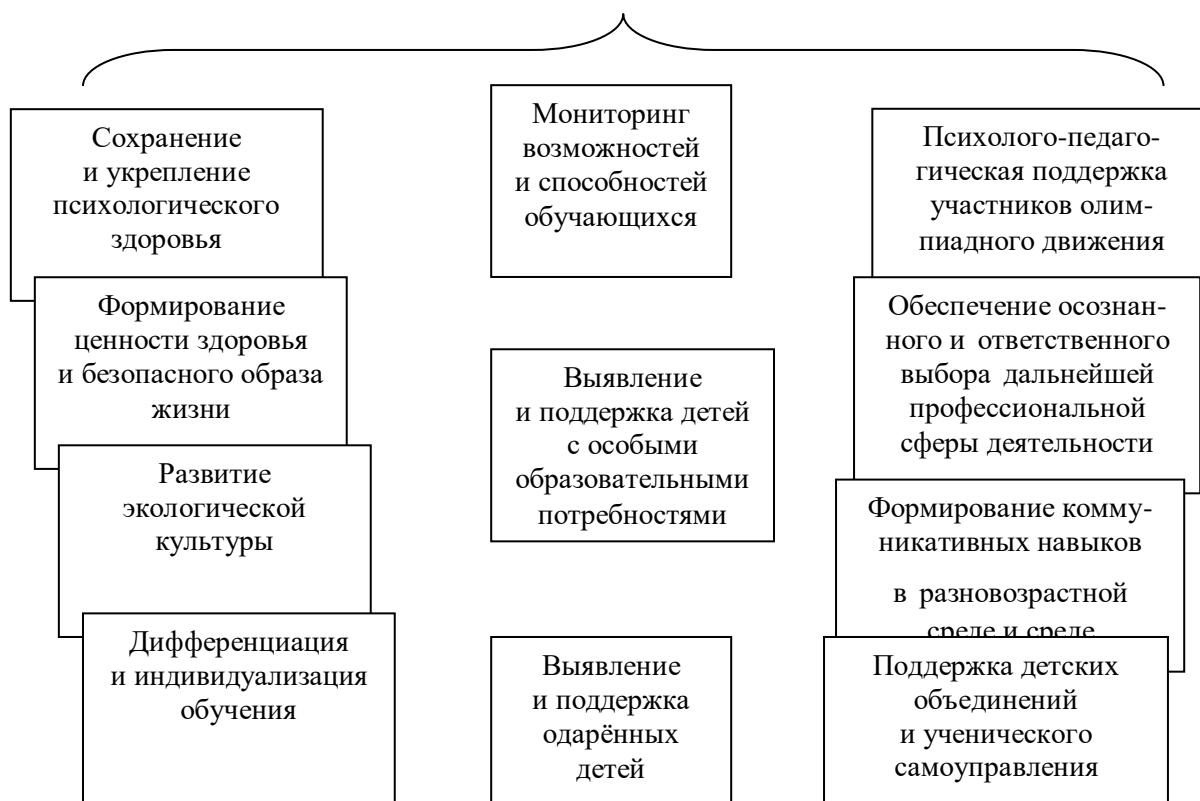 Сохранение
и укрепление
психологического
здоровья
Формирование
ценности здоровья
и безопасного образа
жизни
Развитие
экологической
культуры
Дифференциация
и индивидуализация
обучения
Мониторинг
возможностей
и способностей
обучающихся
Выявление
и поддержка детей
с особыми
образовательными
потребностями
Выявление
и поддержка
одарённых
детей
Психолого-педаго-
гическая поддержка
участников олим-
пиадного движения
Обеспечение осознан-
ного и ответственного
выбора дальнейшей
профессиональной
сферы деятельности
Формирование комму-
никативных навыков
в разновозрастной
среде и среде
Поддержка детских
объединений
и ученического
самоуправления